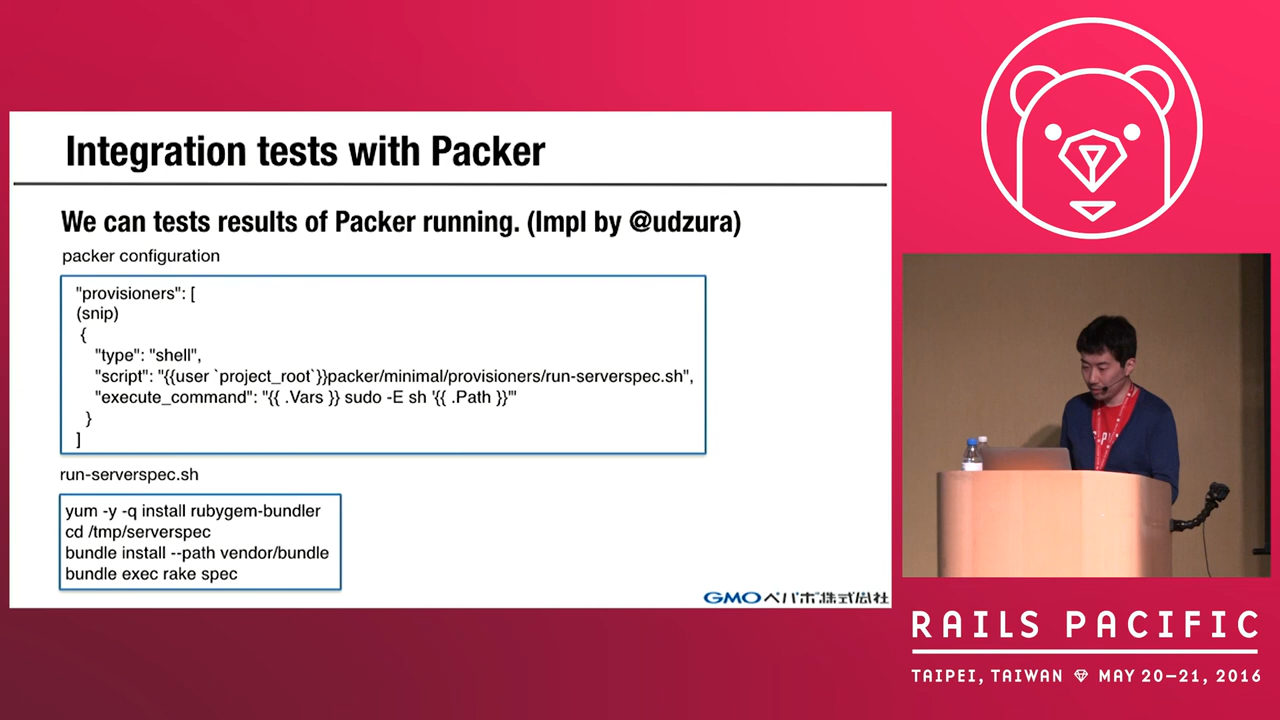 Integration tests with Packer
We can tests results of Packer running. (Impl by @udzura)
packer configuration
"provisioners": [
(snip)
{
"type": "shell",
"script": "{{user `project_root`}}packer/minimal/provisioners/run-serverspec.sh",
"execute_command": "{{ .Vars }} sudo -E sh '{{ .Path }}'"
}
]
run-serverspec.sh
yum -y -q install rubygem-bundler
cd /tmp/serverspec
bundle install --path vendor/bundle
bundle exec rake spec
GMOペパボ株式会社
RAILS PACIFIC
TAIPEI, TAIWAN MAY 20–21, 2016